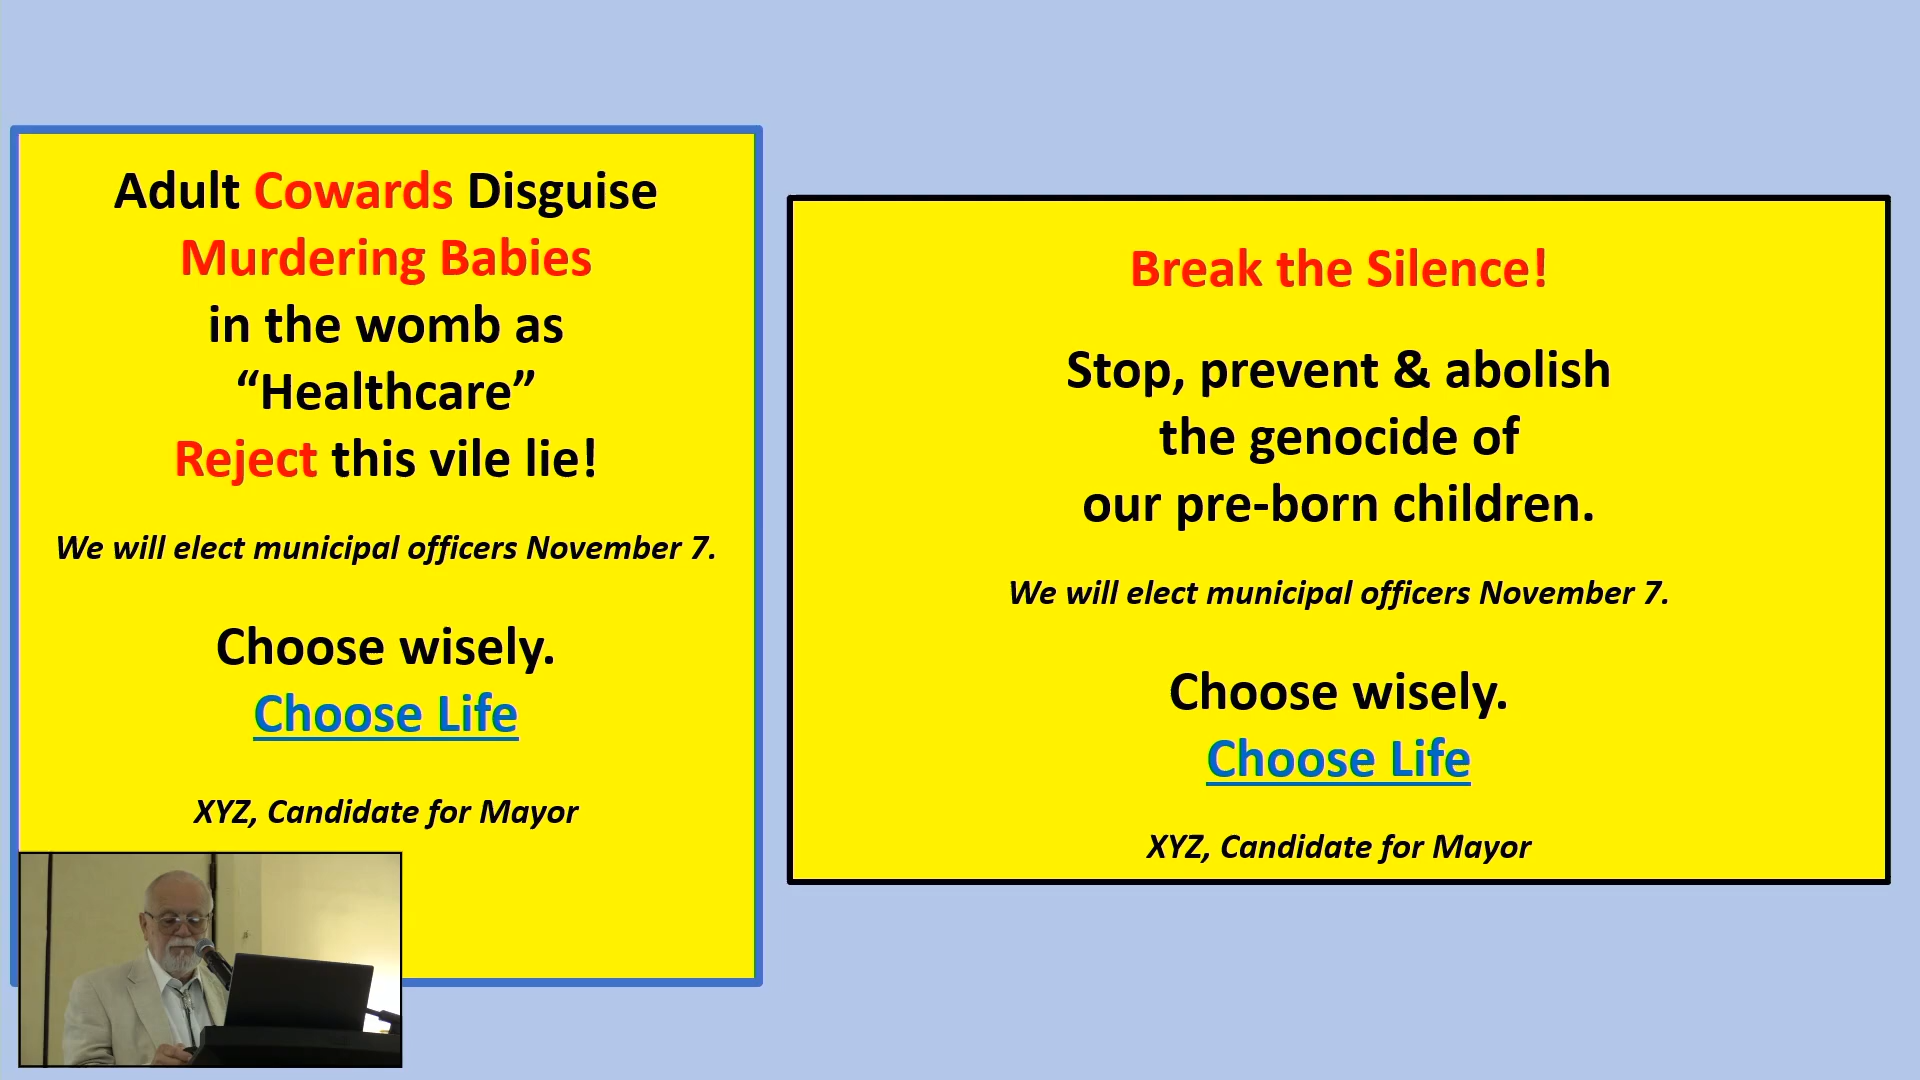 Adult Cowards Disguise
Murdering Babies
in the womb as
“Healthcare”
Reject this vile lie!
We will elect municipal officers November 7.
Choose wisely.
Choose Life
XYZ, Candidate for Mayor
Break the Silence!
Stop, prevent & abolish
the genocide of
our pre-born children.
We will elect municipal officers November 7.
Choose wisely.
Choose Life
XYZ, Candidate for Mayor